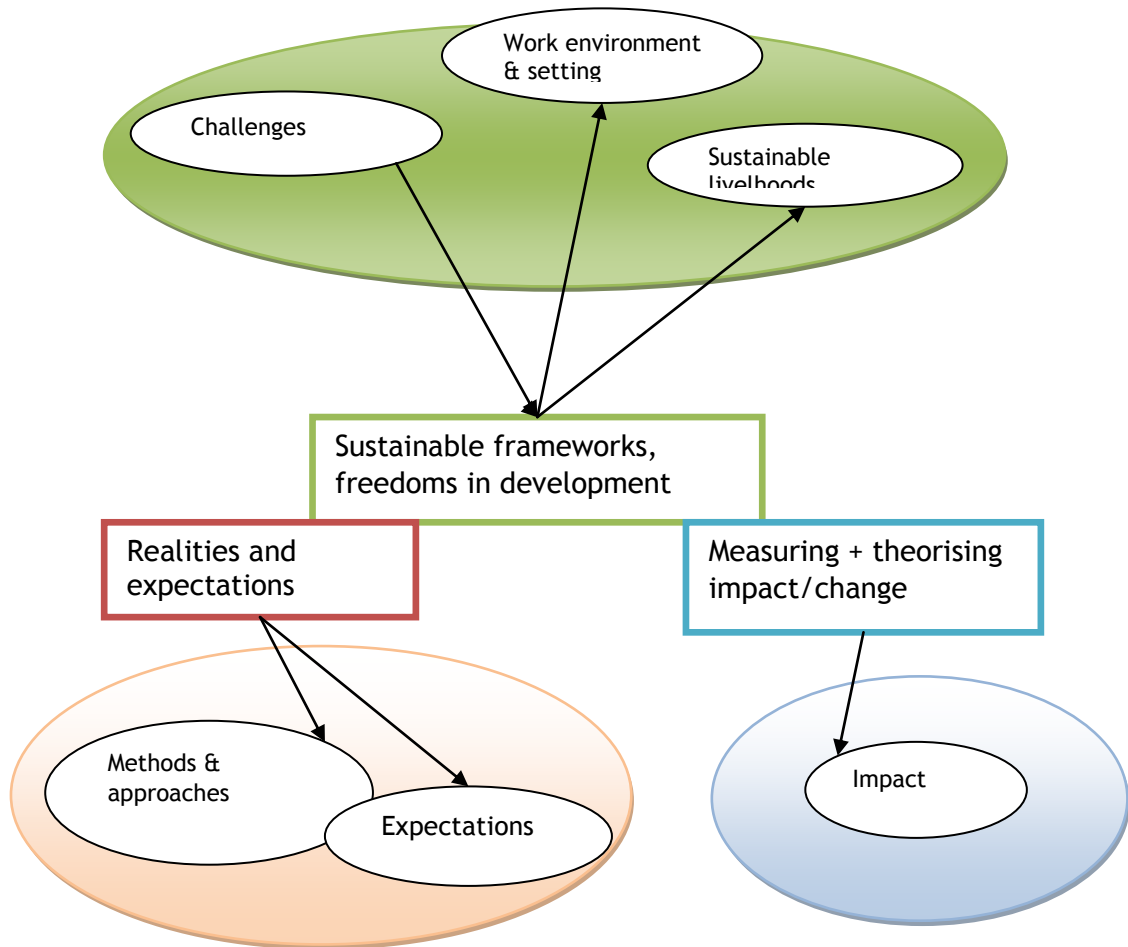 Work environment
& setting
Challenges
Sustainable
livelhoods
Sustainable frameworks,
freedoms in development
Realities and
expectations
Measuring + theorising
impact/change
Methods &
approaches
Expectations
Impact